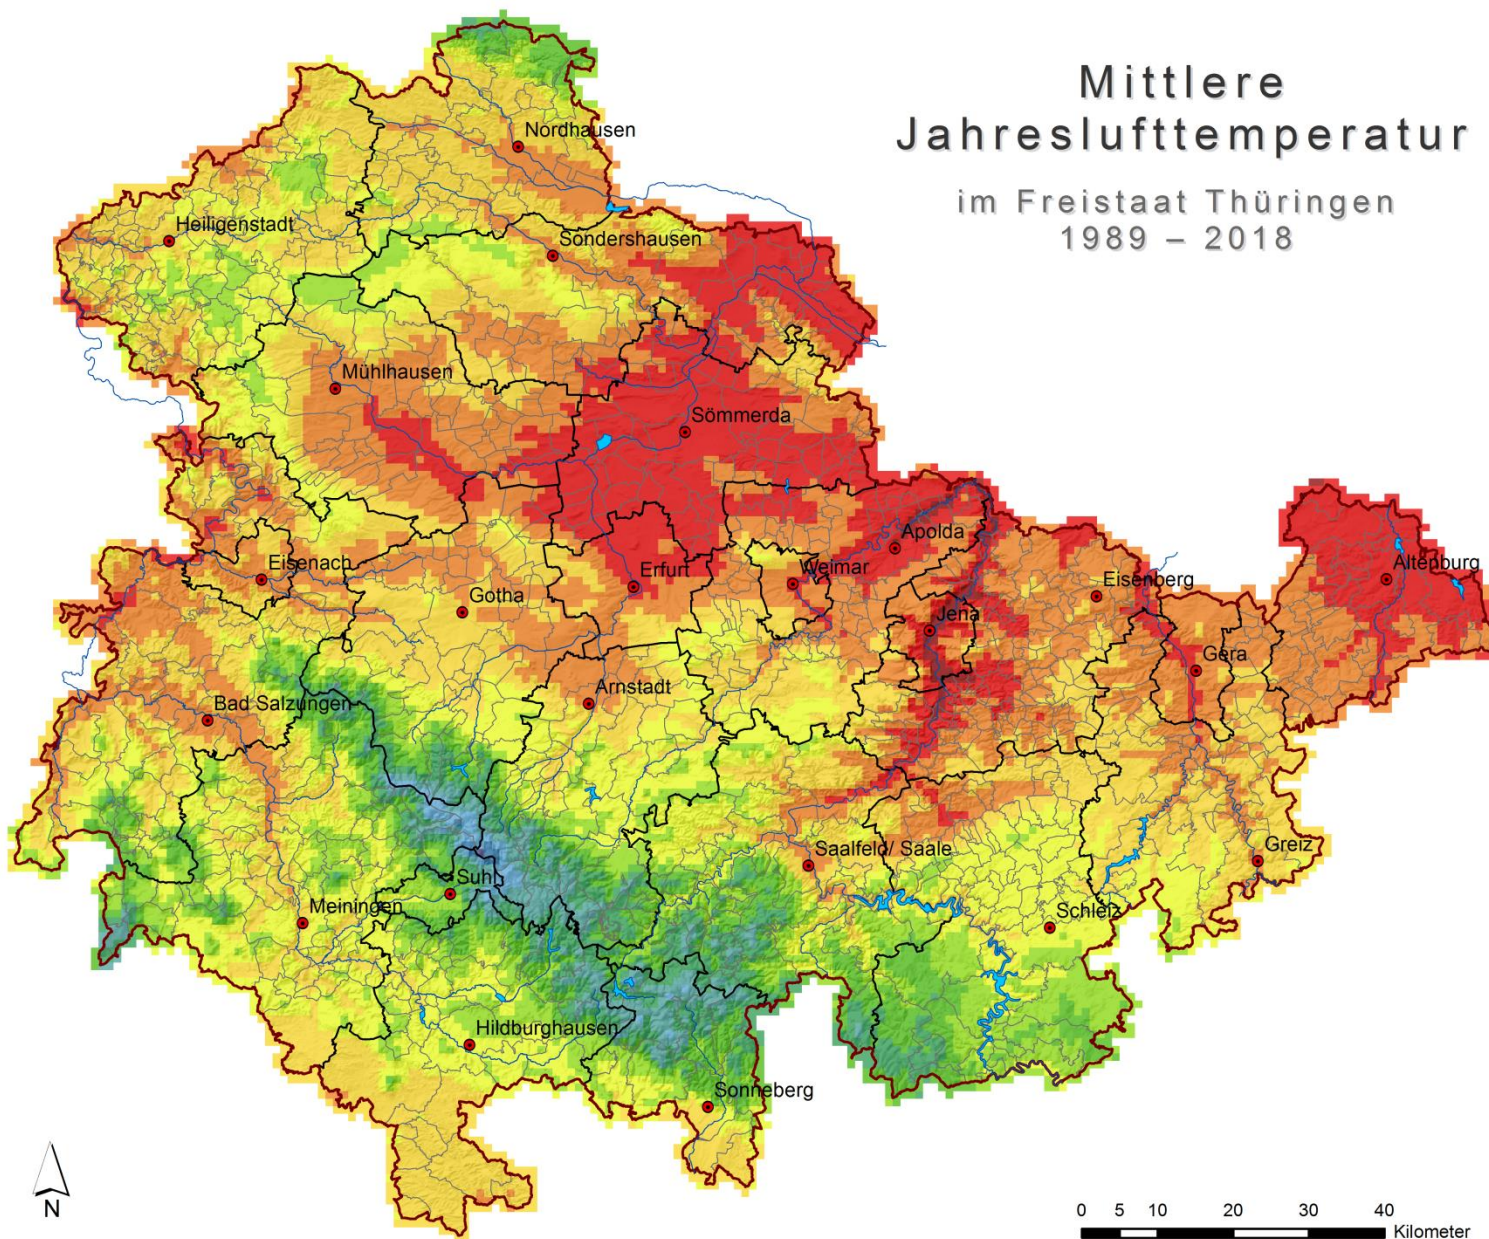 Mittlere
Jahreslufttemperatur
im Freistaat Thüringen
1989 – 2018
Nordhausen
Heiligenstadt
Sondershausen
Mühlhausen
Sömmerda
Apolda
Eisenach
Erfurt
Weimar
Eisenberg
Altenburg
Gotha
Jena
Gera
Arnstadt
Bad Salzungen
Saalfeld/ Saale
Greiz
Suhl
Meiningen
Schleiz
Hildburghausen
Sonneberg
N
0 5 10 20 30 40
Kilometer